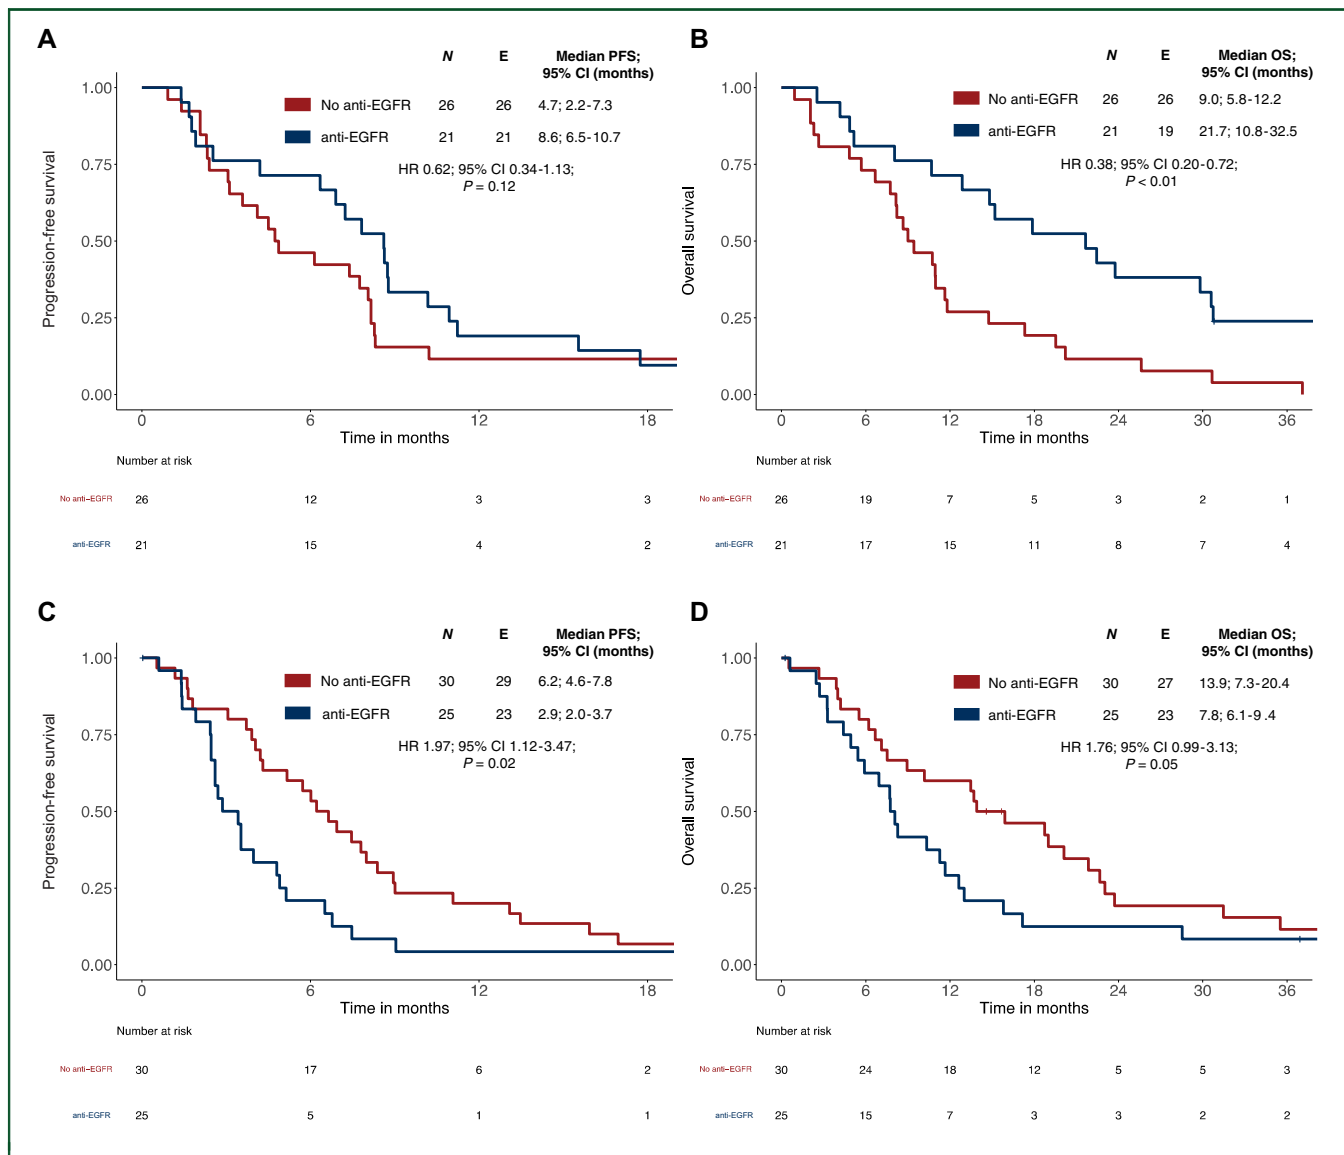 A
N E Median PFS;
95% CI (months)
No anti-EGFR 26 26 4.7; 2.2-7.3
anti-EGFR 21 21 8.6; 6.5-10.7
HR 0.62; 95% CI 0.34-1.13;
P = 0.12
1.00
0.75
0.50
0.25
0.00
Progression-free survival
0 6 12 18
Time in months
Number at risk
No anti-EGFR 26 12 3 3
anti-EGFR 21 15 4 2
B
N E Median OS;
95% CI (months)
No anti-EGFR 26 26 9.0; 5.8-12.2
anti-EGFR 21 19 21.7; 10.8-32.5
HR 0.38; 95% CI 0.20-0.72;
P < 0.01
1.00
0.75
0.50
0.25
0.00
Overall survival
0 6 12 18 24 30 36
Time in months
Number at risk
No anti-EGFR 26 19 7 5 3 2 1
anti-EGFR 21 17 15 11 8 7 4
C
N E Median PFS;
95% CI (months)
No anti-EGFR 30 29 6.2; 4.6-7.8
anti-EGFR 25 23 2.9; 2.0-3.7
HR 1.97; 95% CI 1.12-3.47;
P = 0.02
1.00
0.75
0.50
0.25
0.00
Progression-free survival
0 6 12 18
Time in months
Number at risk
No anti-EGFR 30 17 6 2
anti-EGFR 25 5 1 1
D
N E Median OS;
95% CI (months)
No anti-EGFR 30 27 13.9; 7.3-20.4
anti-EGFR 25 23 7.8; 6.1-9.4
HR 1.76; 95% CI 0.99-3.13;
P = 0.05
1.00
0.75
0.50
0.25
0.00
Overall survival
0 6 12 18 24 30 36
Time in months
Number at risk
No anti-EGFR 30 24 18 12 5 5 3
anti-EGFR 25 15 7 3 3 2 2